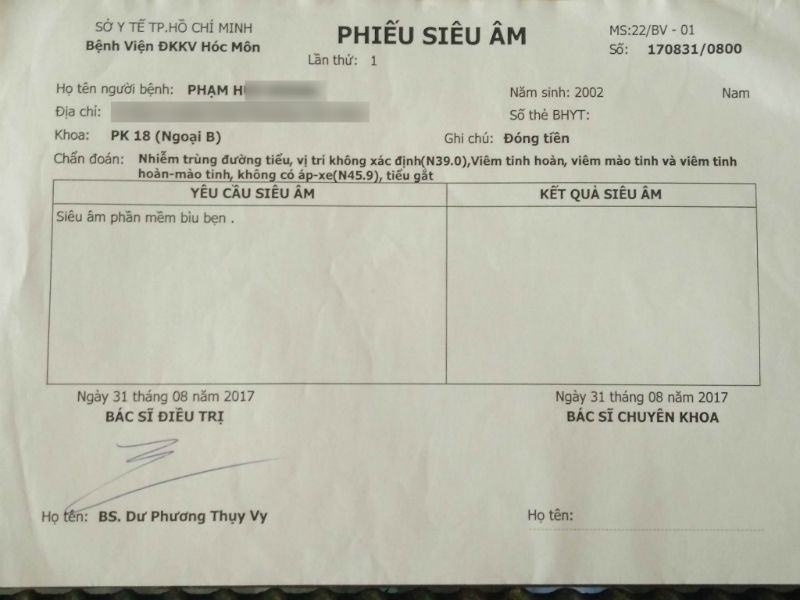 SỞ Y TẾ TP.HỒ CHÍ MINH
Bệnh Viện ĐKKV Hóc Môn
PHIẾU SIÊU ÂM
Lần thứ: 1
MS:22/BV - 01
Số: 170831/0800
Họ tên người bệnh: PHẠM
Năm sinh: 2002 Nam
Địa chỉ:
Số thẻ BHYT:
Khoa: PK 18 (Ngoại B)
Ghi chú: Đóng tiền
Chẩn đoán: Nhiễm trùng đường tiểu, vị trí không xác định(N39.0),Viêm tinh hoàn, viêm mào tinh và viêm tinh
hoàn-mào tinh, không có áp-xe(N45.9), tiểu gắt
YÊU CẦU SIÊU ÂM
KẾT QUẢ SIÊU ÂM
Siêu âm phần mềm bìu bẹn .
Ngày 31 tháng 08 năm 2017
BÁC SĨ ĐIỀU TRỊ
Ngày 31 tháng 08 năm 2017
BÁC SĨ CHUYÊN KHOA
Họ tên: BS. Dư Phương Thụy Vy
Họ tên: